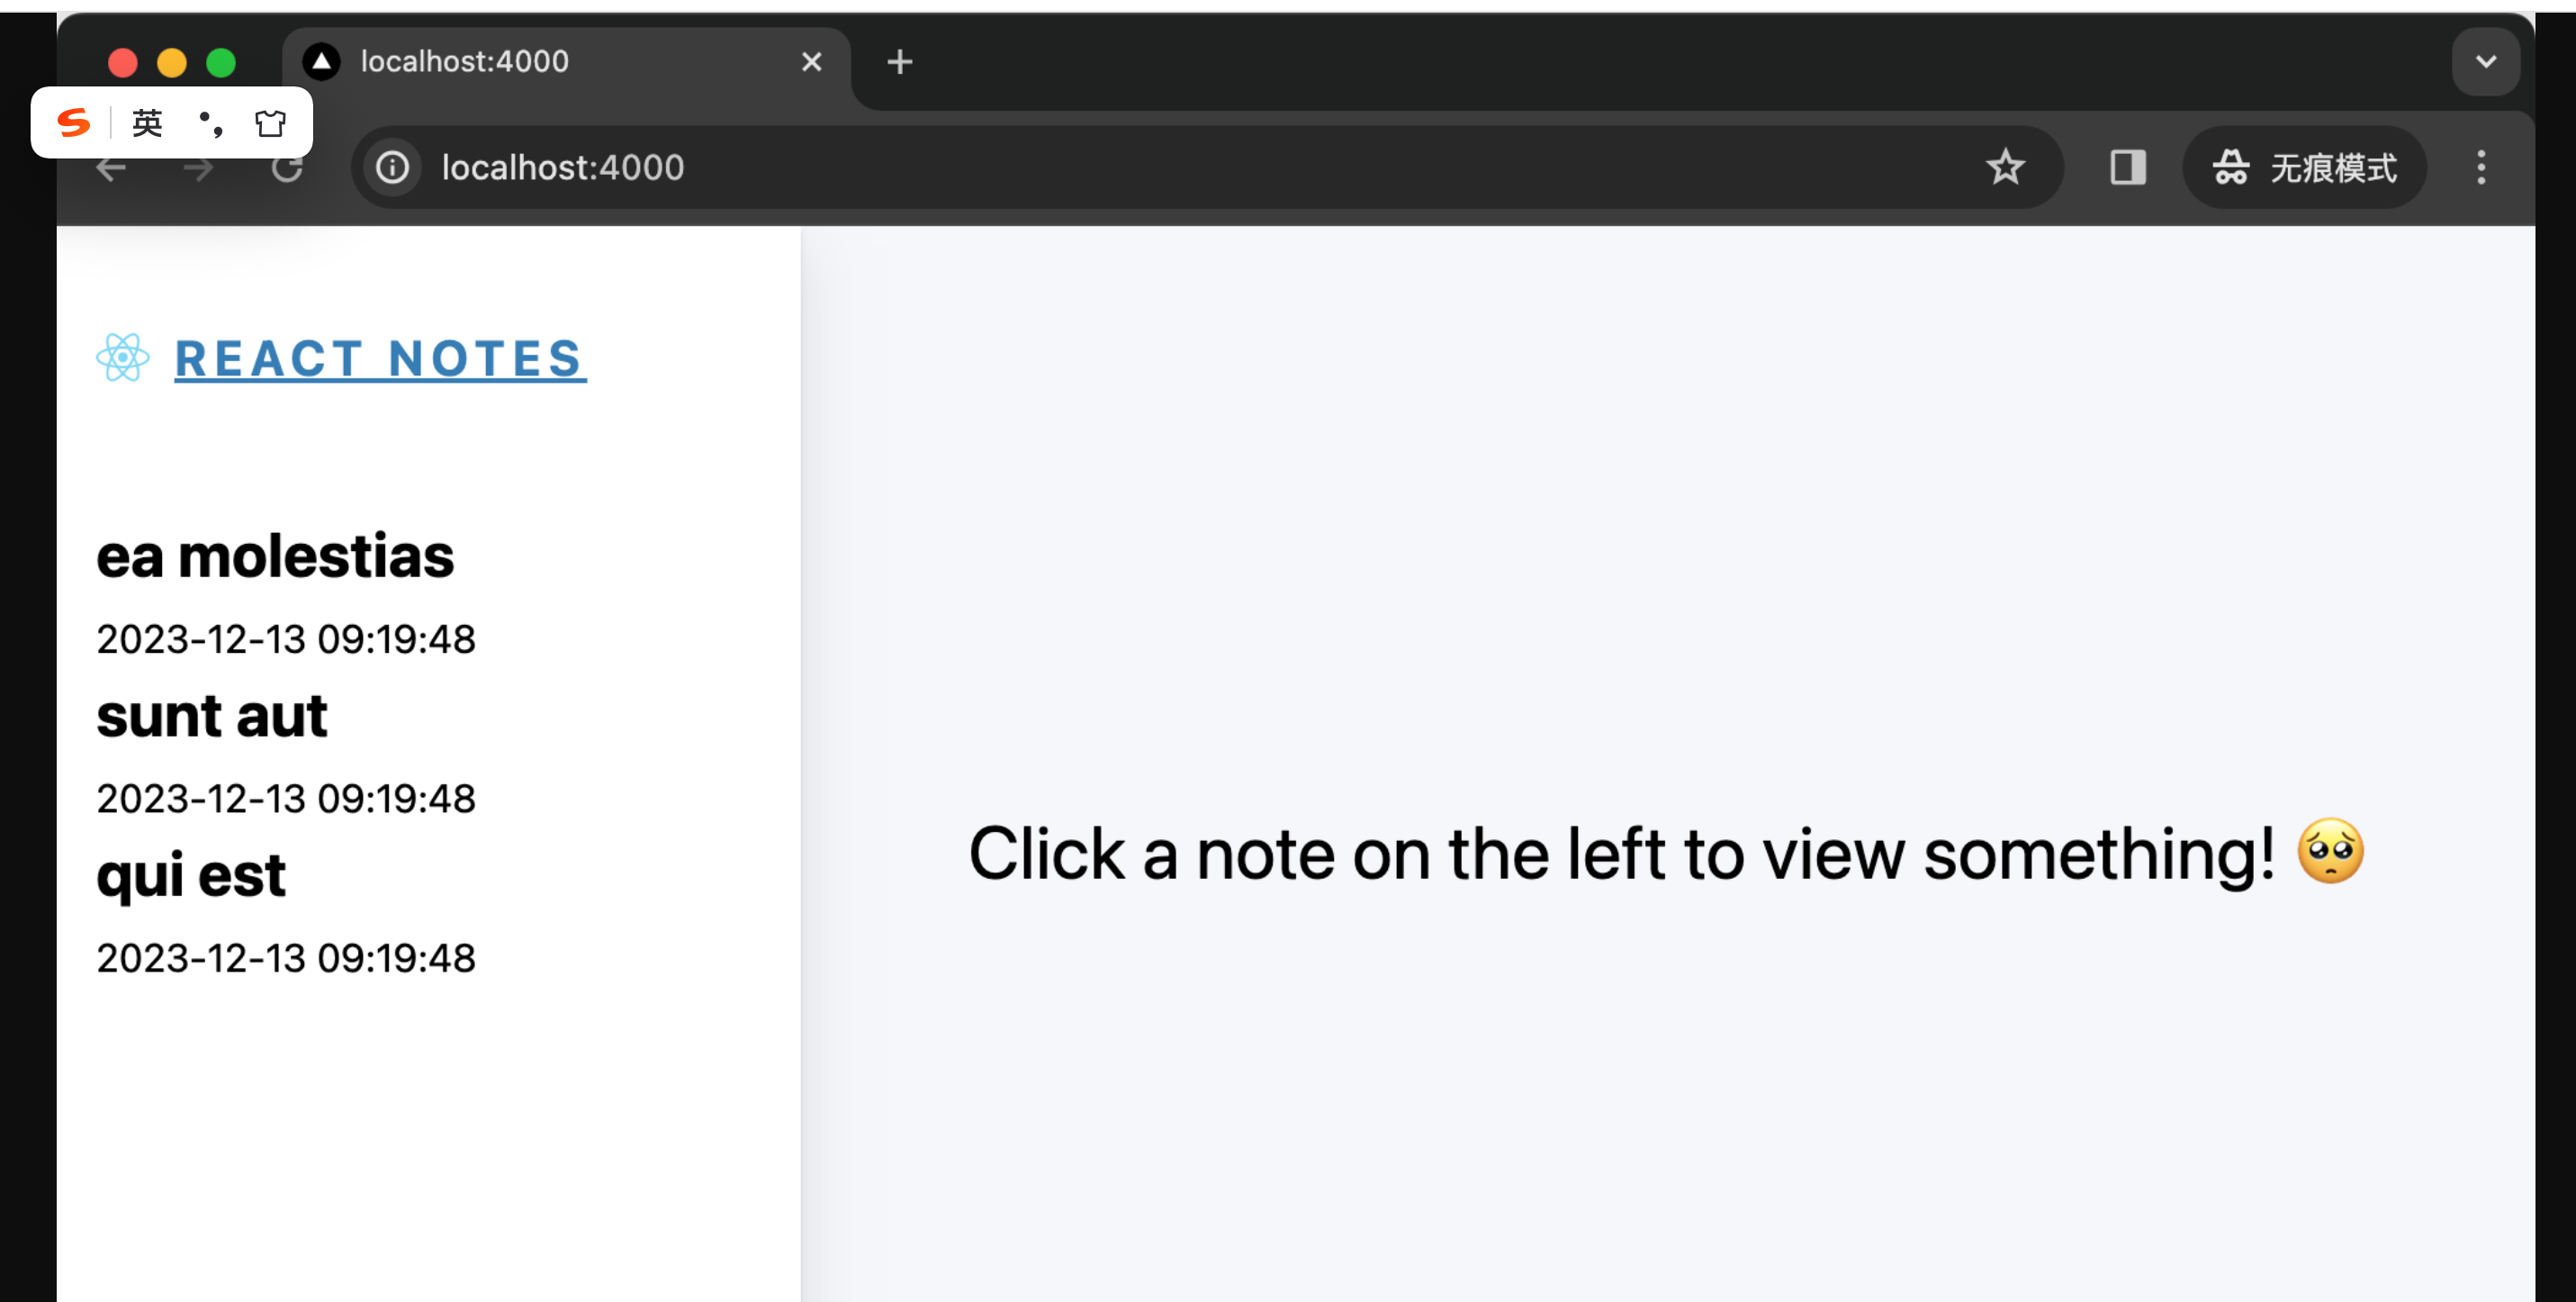 localhost:4000
英
localhost:4000
无痕模式
REACT NOTES
ea molestias
2023-12-13 09:19:48
sunt aut
2023-12-13 09:19:48
qui est
2023-12-13 09:19:48
Click a note on the left to view something! 🥺